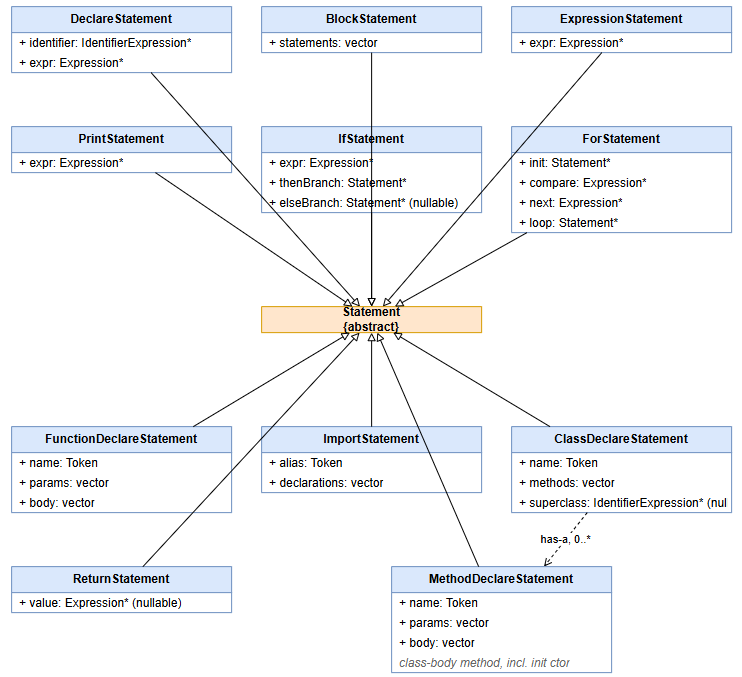 DeclareStatement
+ identifier: IdentifierExpression*
+ expr: Expression*
BlockStatement
+ statements: vector
ExpressionStatement
+ expr: Expression*
PrintStatement
+ expr: Expression*
IfStatement
+ expr: Expression*
+ thenBranch: Statement*
+ elseBranch: Statement* (nullable)
ForStatement
+ init: Statement*
+ compare: Expression*
+ next: Expression*
+ loop: Statement*
Statement
{abstract}
FunctionDeclareStatement
+ name: Token
+ params: vector
+ body: vector
ImportStatement
+ alias: Token
+ declarations: vector
ClassDeclareStatement
+ name: Token
+ methods: vector
+ superclass: IdentifierExpression* (nul
has-a, 0..*
ReturnStatement
+ value: Expression* (nullable)
MethodDeclareStatement
+ name: Token
+ params: vector
+ body: vector
class-body method, incl. init ctor